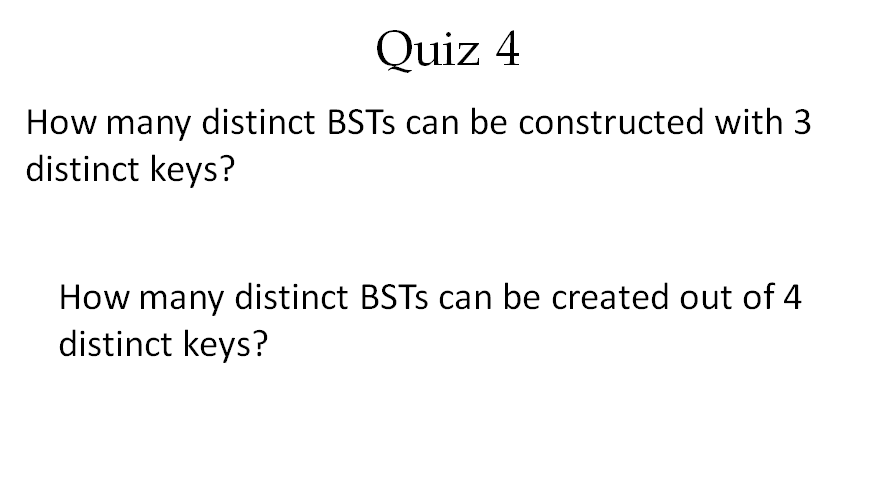 Quiz 4
How many distinct BSTs can be constructed with 3
distinct keys?
How many distinct BSTs can be created out of 4
distinct keys?